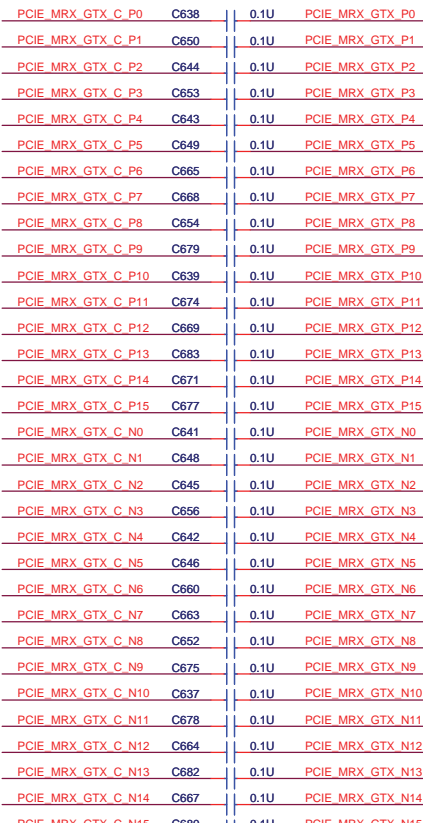 PCIE_MRX_GTX_C_P0 C638 0.1U PCIE_MRX_GTX_P0
PCIE_MRX_GTX_C_P1 C650 0.1U PCIE_MRX_GTX_P1
PCIE_MRX_GTX_C_P2 C644 0.1U PCIE_MRX_GTX_P2
PCIE_MRX_GTX_C_P3 C653 0.1U PCIE_MRX_GTX_P3
PCIE_MRX_GTX_C_P4 C643 0.1U PCIE_MRX_GTX_P4
PCIE_MRX_GTX_C_P5 C649 0.1U PCIE_MRX_GTX_P5
PCIE_MRX_GTX_C_P6 C665 0.1U PCIE_MRX_GTX_P6
PCIE_MRX_GTX_C_P7 C668 0.1U PCIE_MRX_GTX_P7
PCIE_MRX_GTX_C_P8 C654 0.1U PCIE_MRX_GTX_P8
PCIE_MRX_GTX_C_P9 C679 0.1U PCIE_MRX_GTX_P9
PCIE_MRX_GTX_C_P10 C639 0.1U PCIE_MRX_GTX_P10
PCIE_MRX_GTX_C_P11 C674 0.1U PCIE_MRX_GTX_P11
PCIE_MRX_GTX_C_P12 C669 0.1U PCIE_MRX_GTX_P12
PCIE_MRX_GTX_C_P13 C683 0.1U PCIE_MRX_GTX_P13
PCIE_MRX_GTX_C_P14 C671 0.1U PCIE_MRX_GTX_P14
PCIE_MRX_GTX_C_P15 C677 0.1U PCIE_MRX_GTX_P15
PCIE_MRX_GTX_C_N0 C641 0.1U PCIE_MRX_GTX_N0
PCIE_MRX_GTX_C_N1 C648 0.1U PCIE_MRX_GTX_N1
PCIE_MRX_GTX_C_N2 C645 0.1U PCIE_MRX_GTX_N2
PCIE_MRX_GTX_C_N3 C656 0.1U PCIE_MRX_GTX_N3
PCIE_MRX_GTX_C_N4 C642 0.1U PCIE_MRX_GTX_N4
PCIE_MRX_GTX_C_N5 C646 0.1U PCIE_MRX_GTX_N5
PCIE_MRX_GTX_C_N6 C660 0.1U PCIE_MRX_GTX_N6
PCIE_MRX_GTX_C_N7 C663 0.1U PCIE_MRX_GTX_N7
PCIE_MRX_GTX_C_N8 C652 0.1U PCIE_MRX_GTX_N8
PCIE_MRX_GTX_C_N9 C675 0.1U PCIE_MRX_GTX_N9
PCIE_MRX_GTX_C_N10 C637 0.1U PCIE_MRX_GTX_N10
PCIE_MRX_GTX_C_N11 C678 0.1U PCIE_MRX_GTX_N11
PCIE_MRX_GTX_C_N12 C664 0.1U PCIE_MRX_GTX_N12
PCIE_MRX_GTX_C_N13 C682 0.1U PCIE_MRX_GTX_N13
PCIE_MRX_GTX_C_N14 C667 0.1U PCIE_MRX_GTX_N14
PCIE_MRX_GTX_C_N15 0.1U PCIE_MRX_GTX_N15